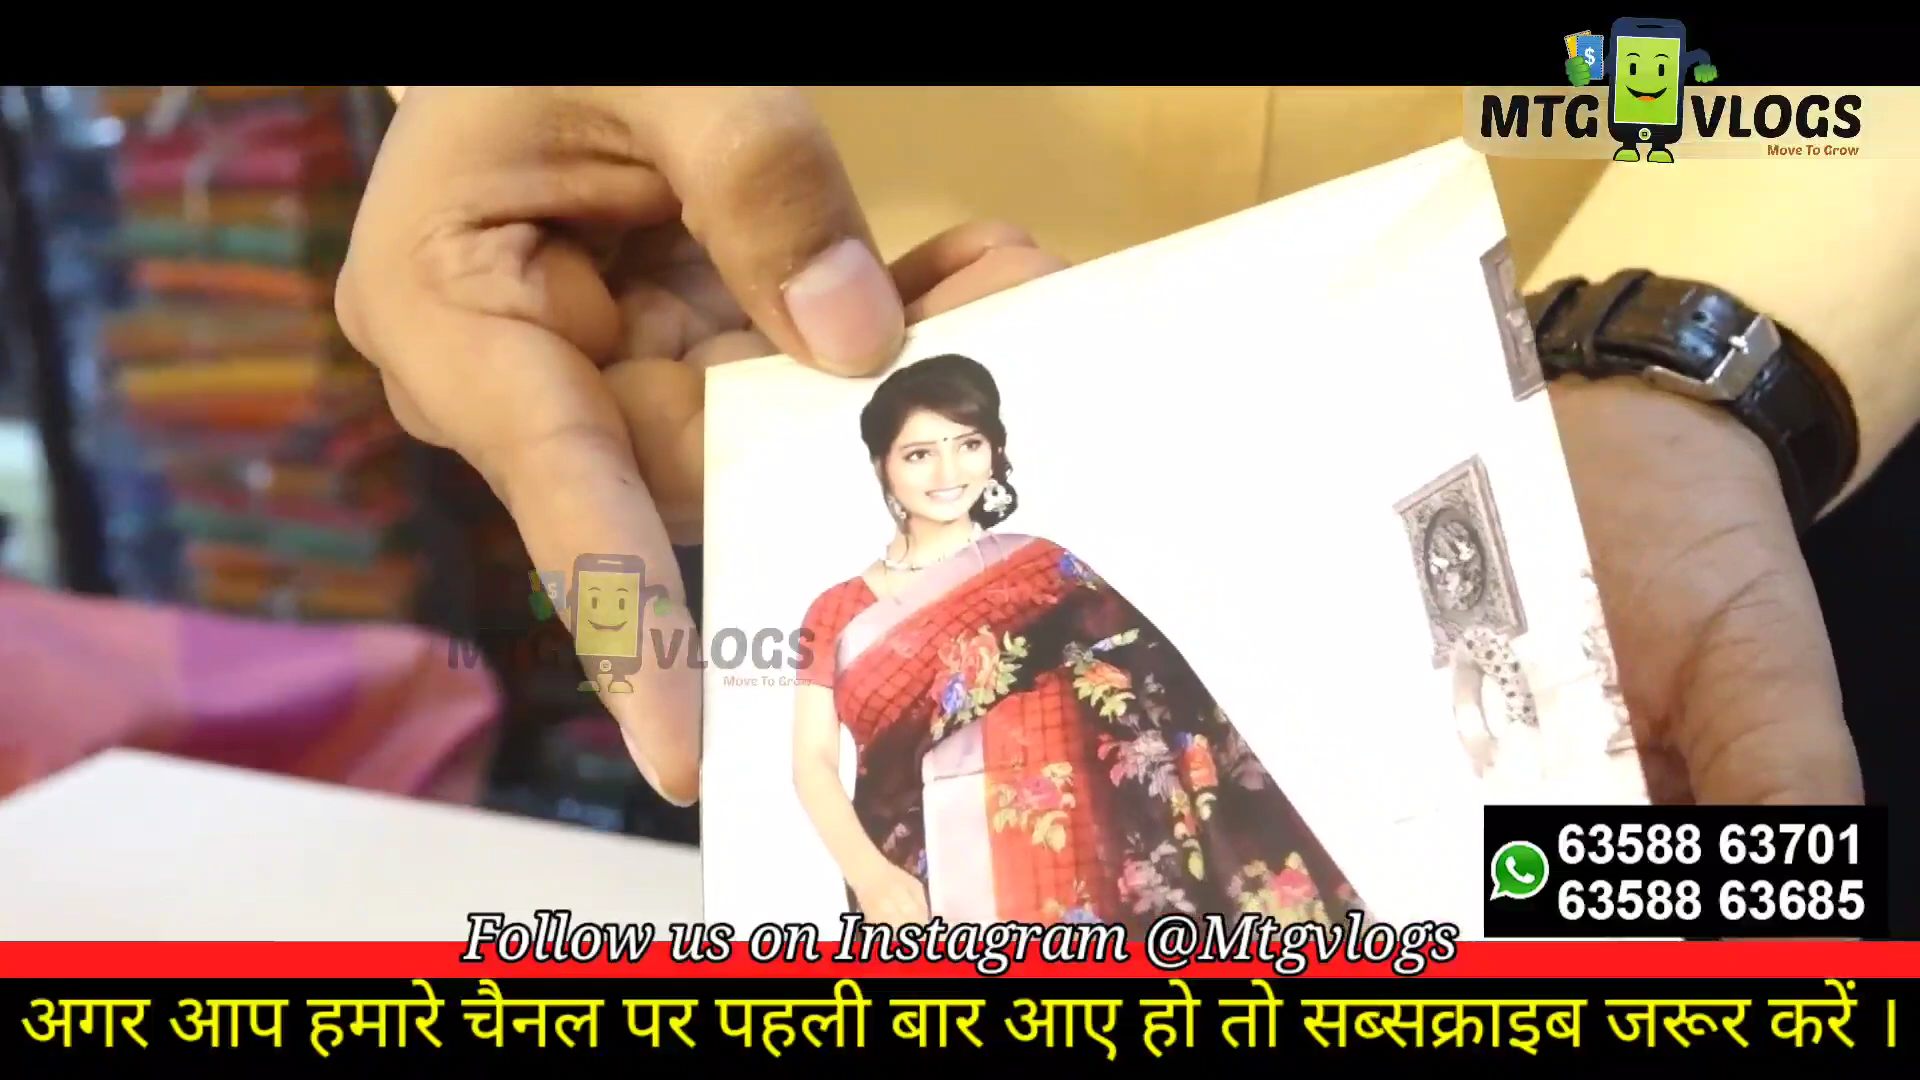 MTG VLOGS
Move To Grow
MTG VLOGS
Move To Grow
63588 63701
63588 63685
Follow us on Instagram @Mtgvlogs
अगर आप हमारे चैनल पर पहली बार आए हो तो सब्सक्राइब जरूर करें ।